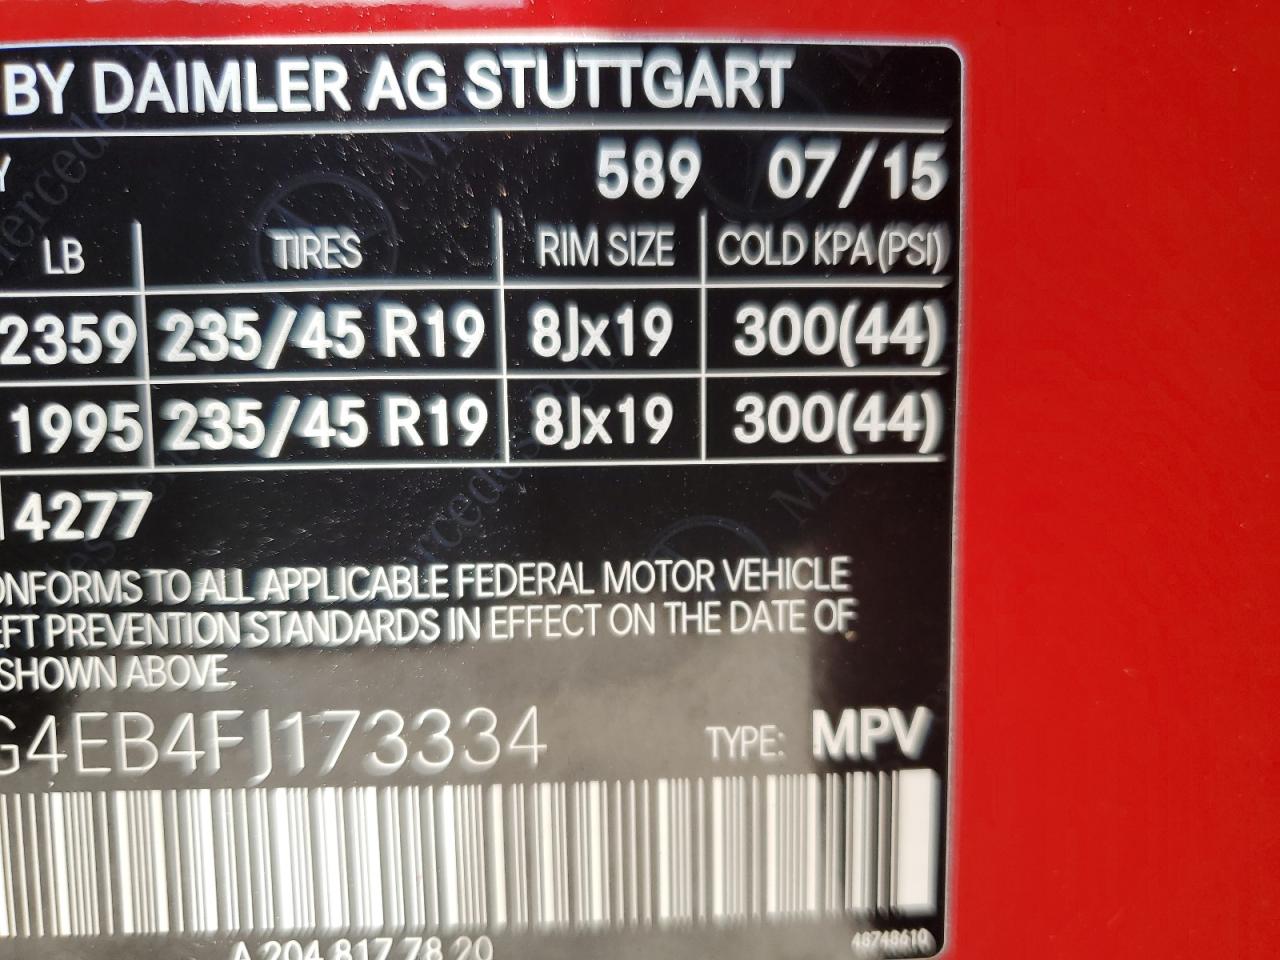 BY DAIMLER AG STUTTGART
589 07/15
LB TIRES RIM SIZE COLD KPA(PSI)
2359 235/45 R19 8Jx19 300(44)
1995 235/45 R19 8Jx19 300(44)
4277
ONFORMS TO ALL APPLICABLE FEDERAL MOTOR VEHICLE
EFT PREVENTION STANDARDS IN EFFECT ON THE DATE OF
SHOWN ABOVE.
G4EB4FJ173334 TYPE: MPV
A 204 817 78 20 48748610